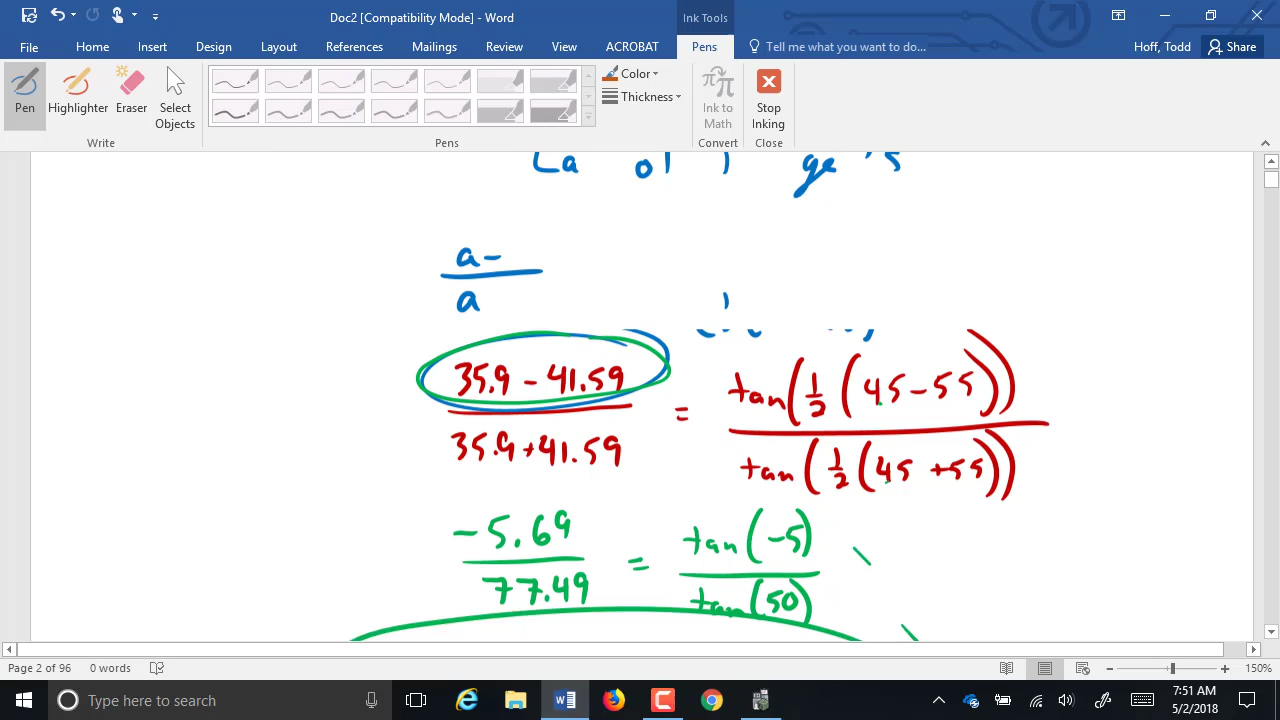 Doc2 [Compatibility Mode] - Word
Ink Tools
File Home Insert Design Layout References Mailings Review View ACROBAT Pens Tell me what you want to do... Hoff, Todd Share
Pen Highlighter Eraser Select Objects
Color
Thickness
Ink to Math
Stop Inking
Write Pens Convert Close
a -
a
35.9 - 41.59 = tan(1/2(45 - 55))
35.9 + 41.59 tan(1/2(45 + 55))
-5.69 = tan(-5)
77.49 tan(50)
Page 2 of 96 0 words 150%
Type here to search
7:51 AM
5/2/2018